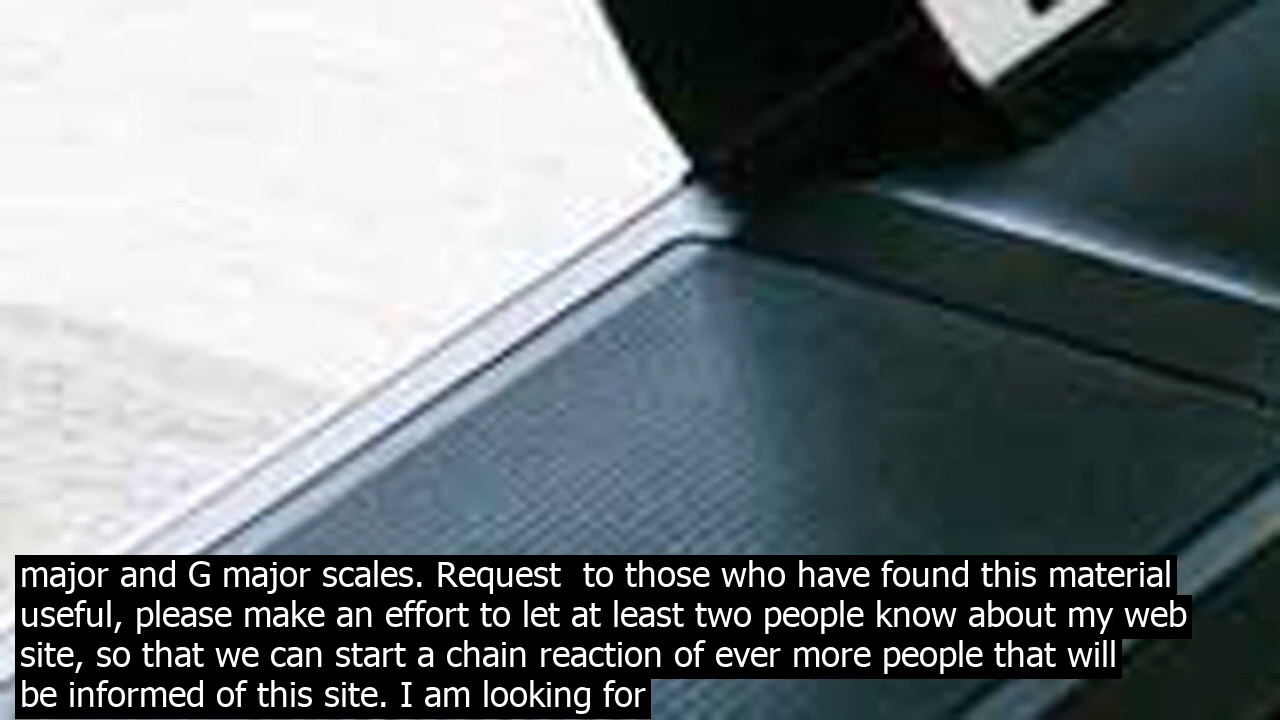 major and G major scales. Request  to those who have found this material
useful, please make an effort to let at least two people know about my web
site, so that we can start a chain reaction of ever more people that will
be informed of this site. I am looking for